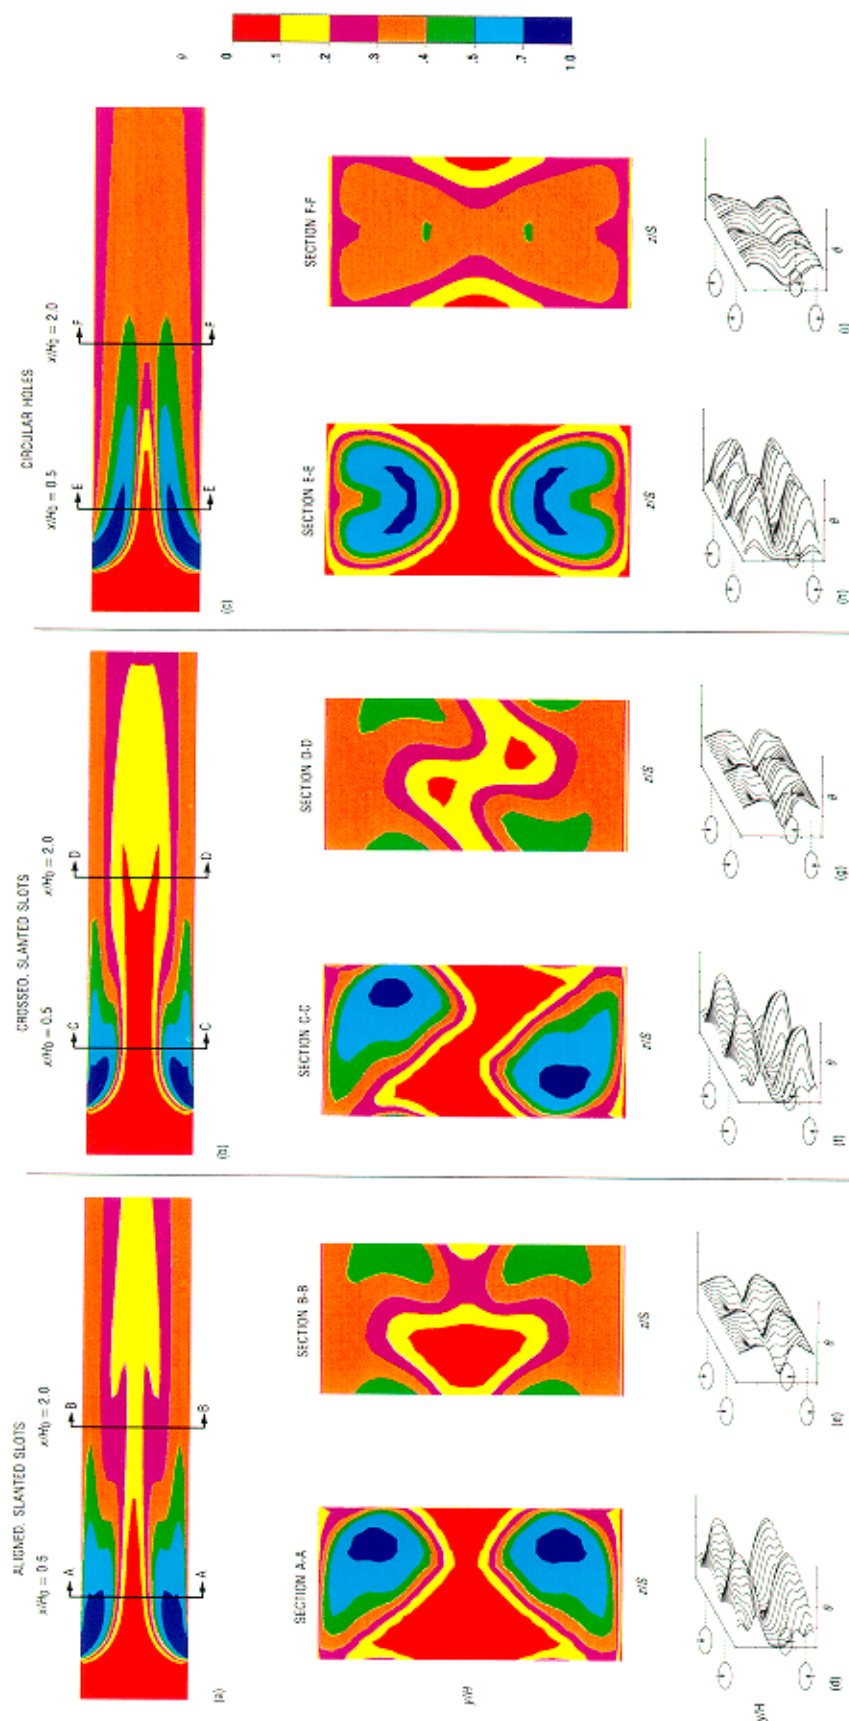 ALIGNED, SLANTED SLOTS
x/H₀ = 0.5
x/H₀ = 2.0
A
A
B
B
(a)
CROSSED, SLANTED SLOTS
x/H₀ = 0.5
x/H₀ = 2.0
C
C
D
D
(b)
CIRCULAR HOLES
x/H₀ = 0.5
x/H₀ = 2.0
E
E
F
F
(c)
θ
0
.1
.2
.3
.4
.5
.7
1.0
SECTION A-A
SECTION B-B
SECTION C-C
SECTION D-D
SECTION E-E
SECTION F-F
y/H
z/S
z/S
z/S
z/S
z/S
z/S
y/H
θ
θ
θ
θ
θ
θ
(d)
(e)
(f)
(g)
(h)
(i)